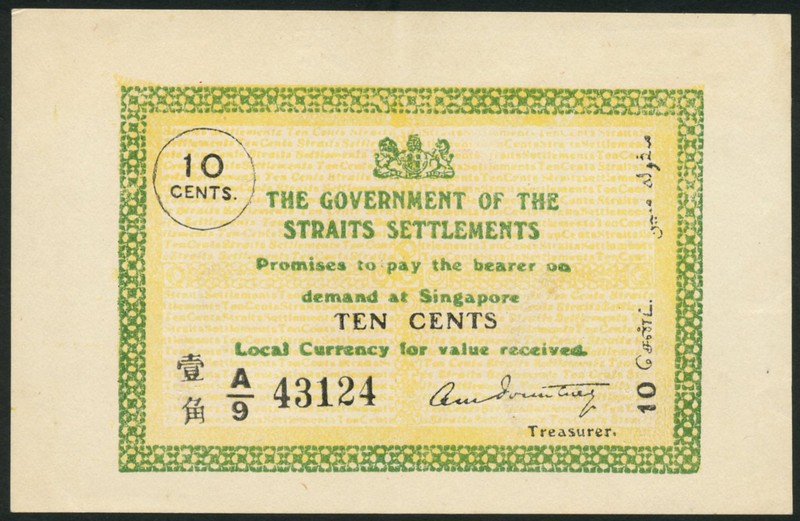 10
CENTS.
THE GOVERNMENT OF THE
STRAITS SETTLEMENTS
Promises to pay the bearer on
demand at Singapore
TEN CENTS
Local Currency for value received.
壹
角
A/9 43124
Treasurer.
10 சென்ட்.